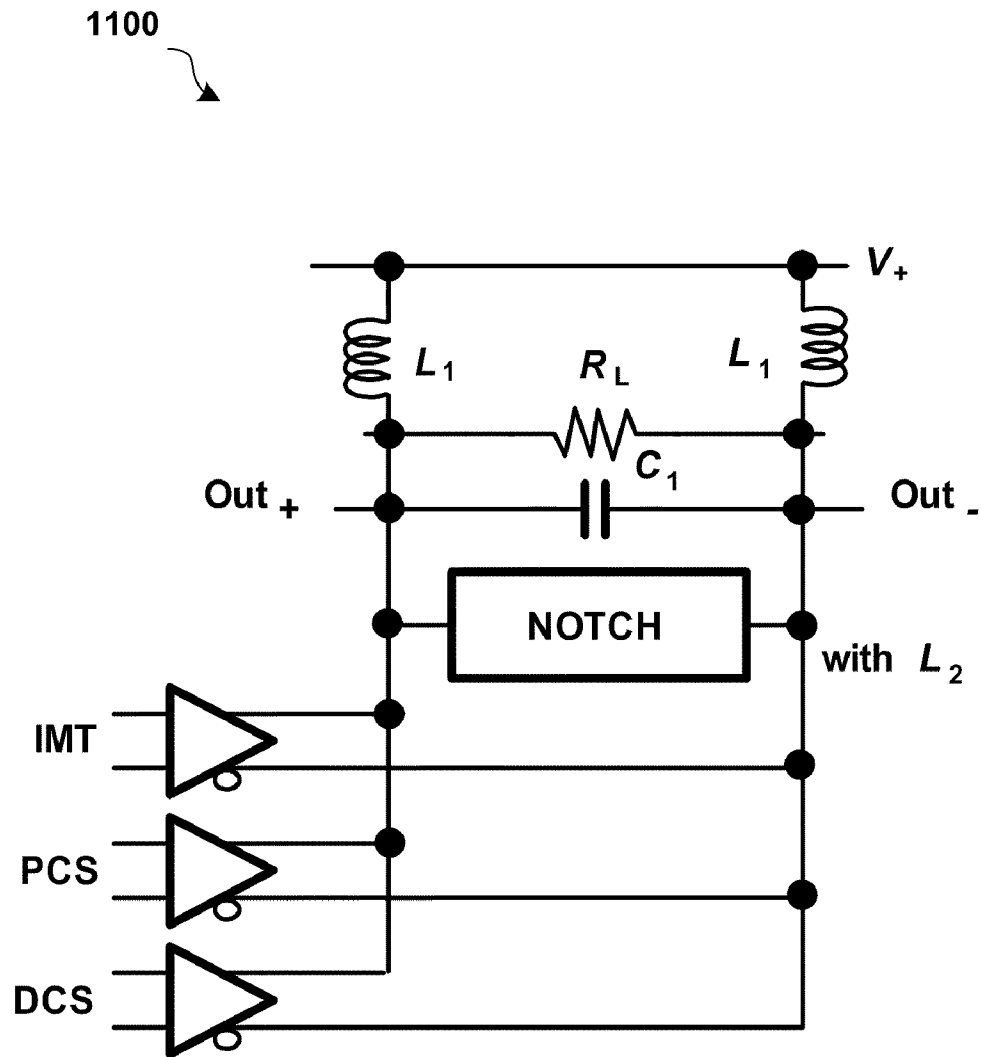 1100
V+
L1
RL
L1
C1
Out +
Out -
NOTCH
with L2
IMT
PCS
DCS